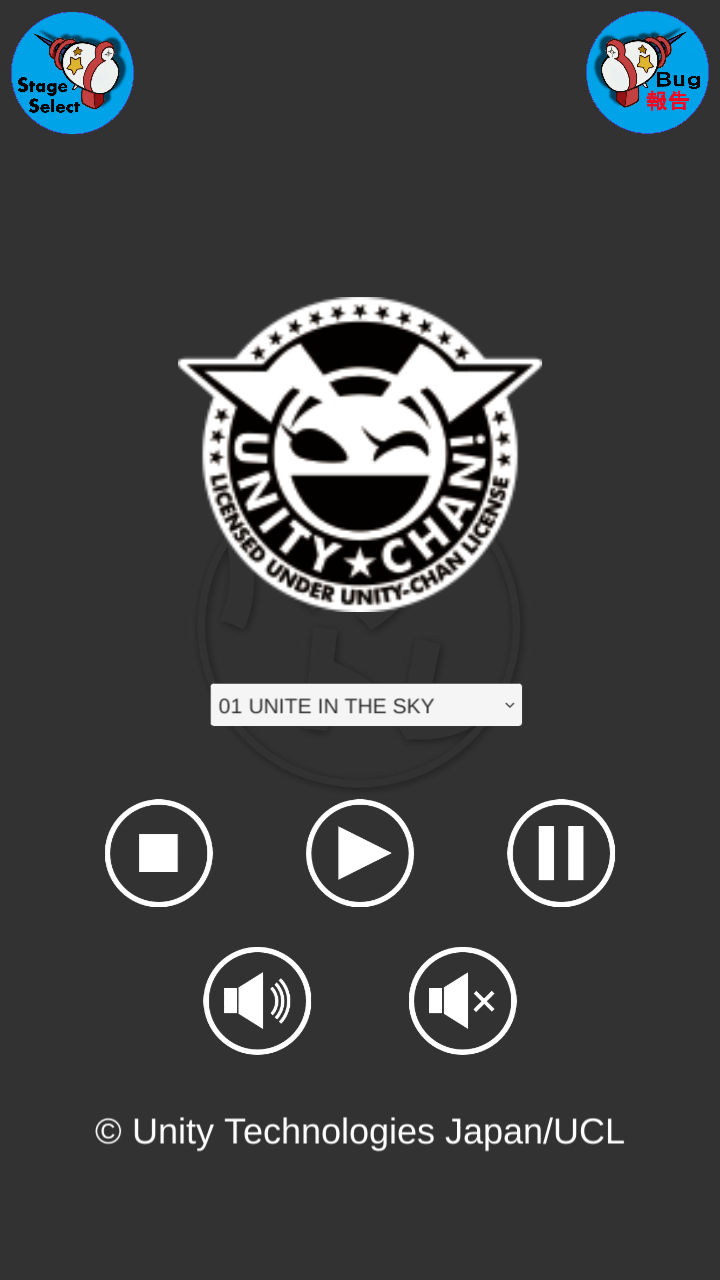 Stage
Select
Bug
報告
UNITY★CHAN!
LICENSED UNDER UNITY-CHAN LICENSE
01 UNITE IN THE SKY
© Unity Technologies Japan/UCL